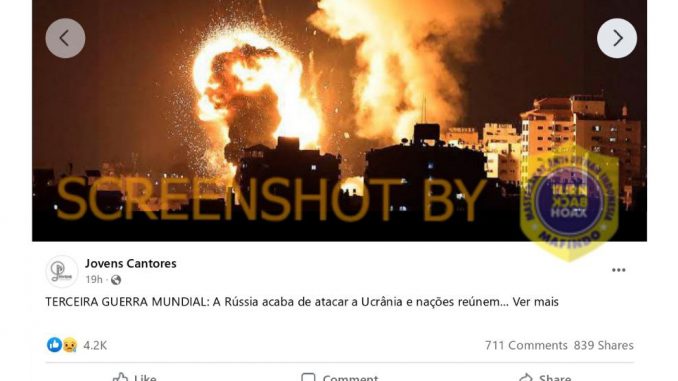 SCREENSHOT BY
MASYARAKAT ANTI FITNAH INDONESIA
TURN
BACK
HOAX
MAFINDO
Jovens Cantores
19h ·
TERCEIRA GUERRA MUNDIAL: A Rússia acaba de atacar a Ucrânia e nações reúnem... Ver mais
4.2K
711 Comments 839 Shares
Like
Comment
Share